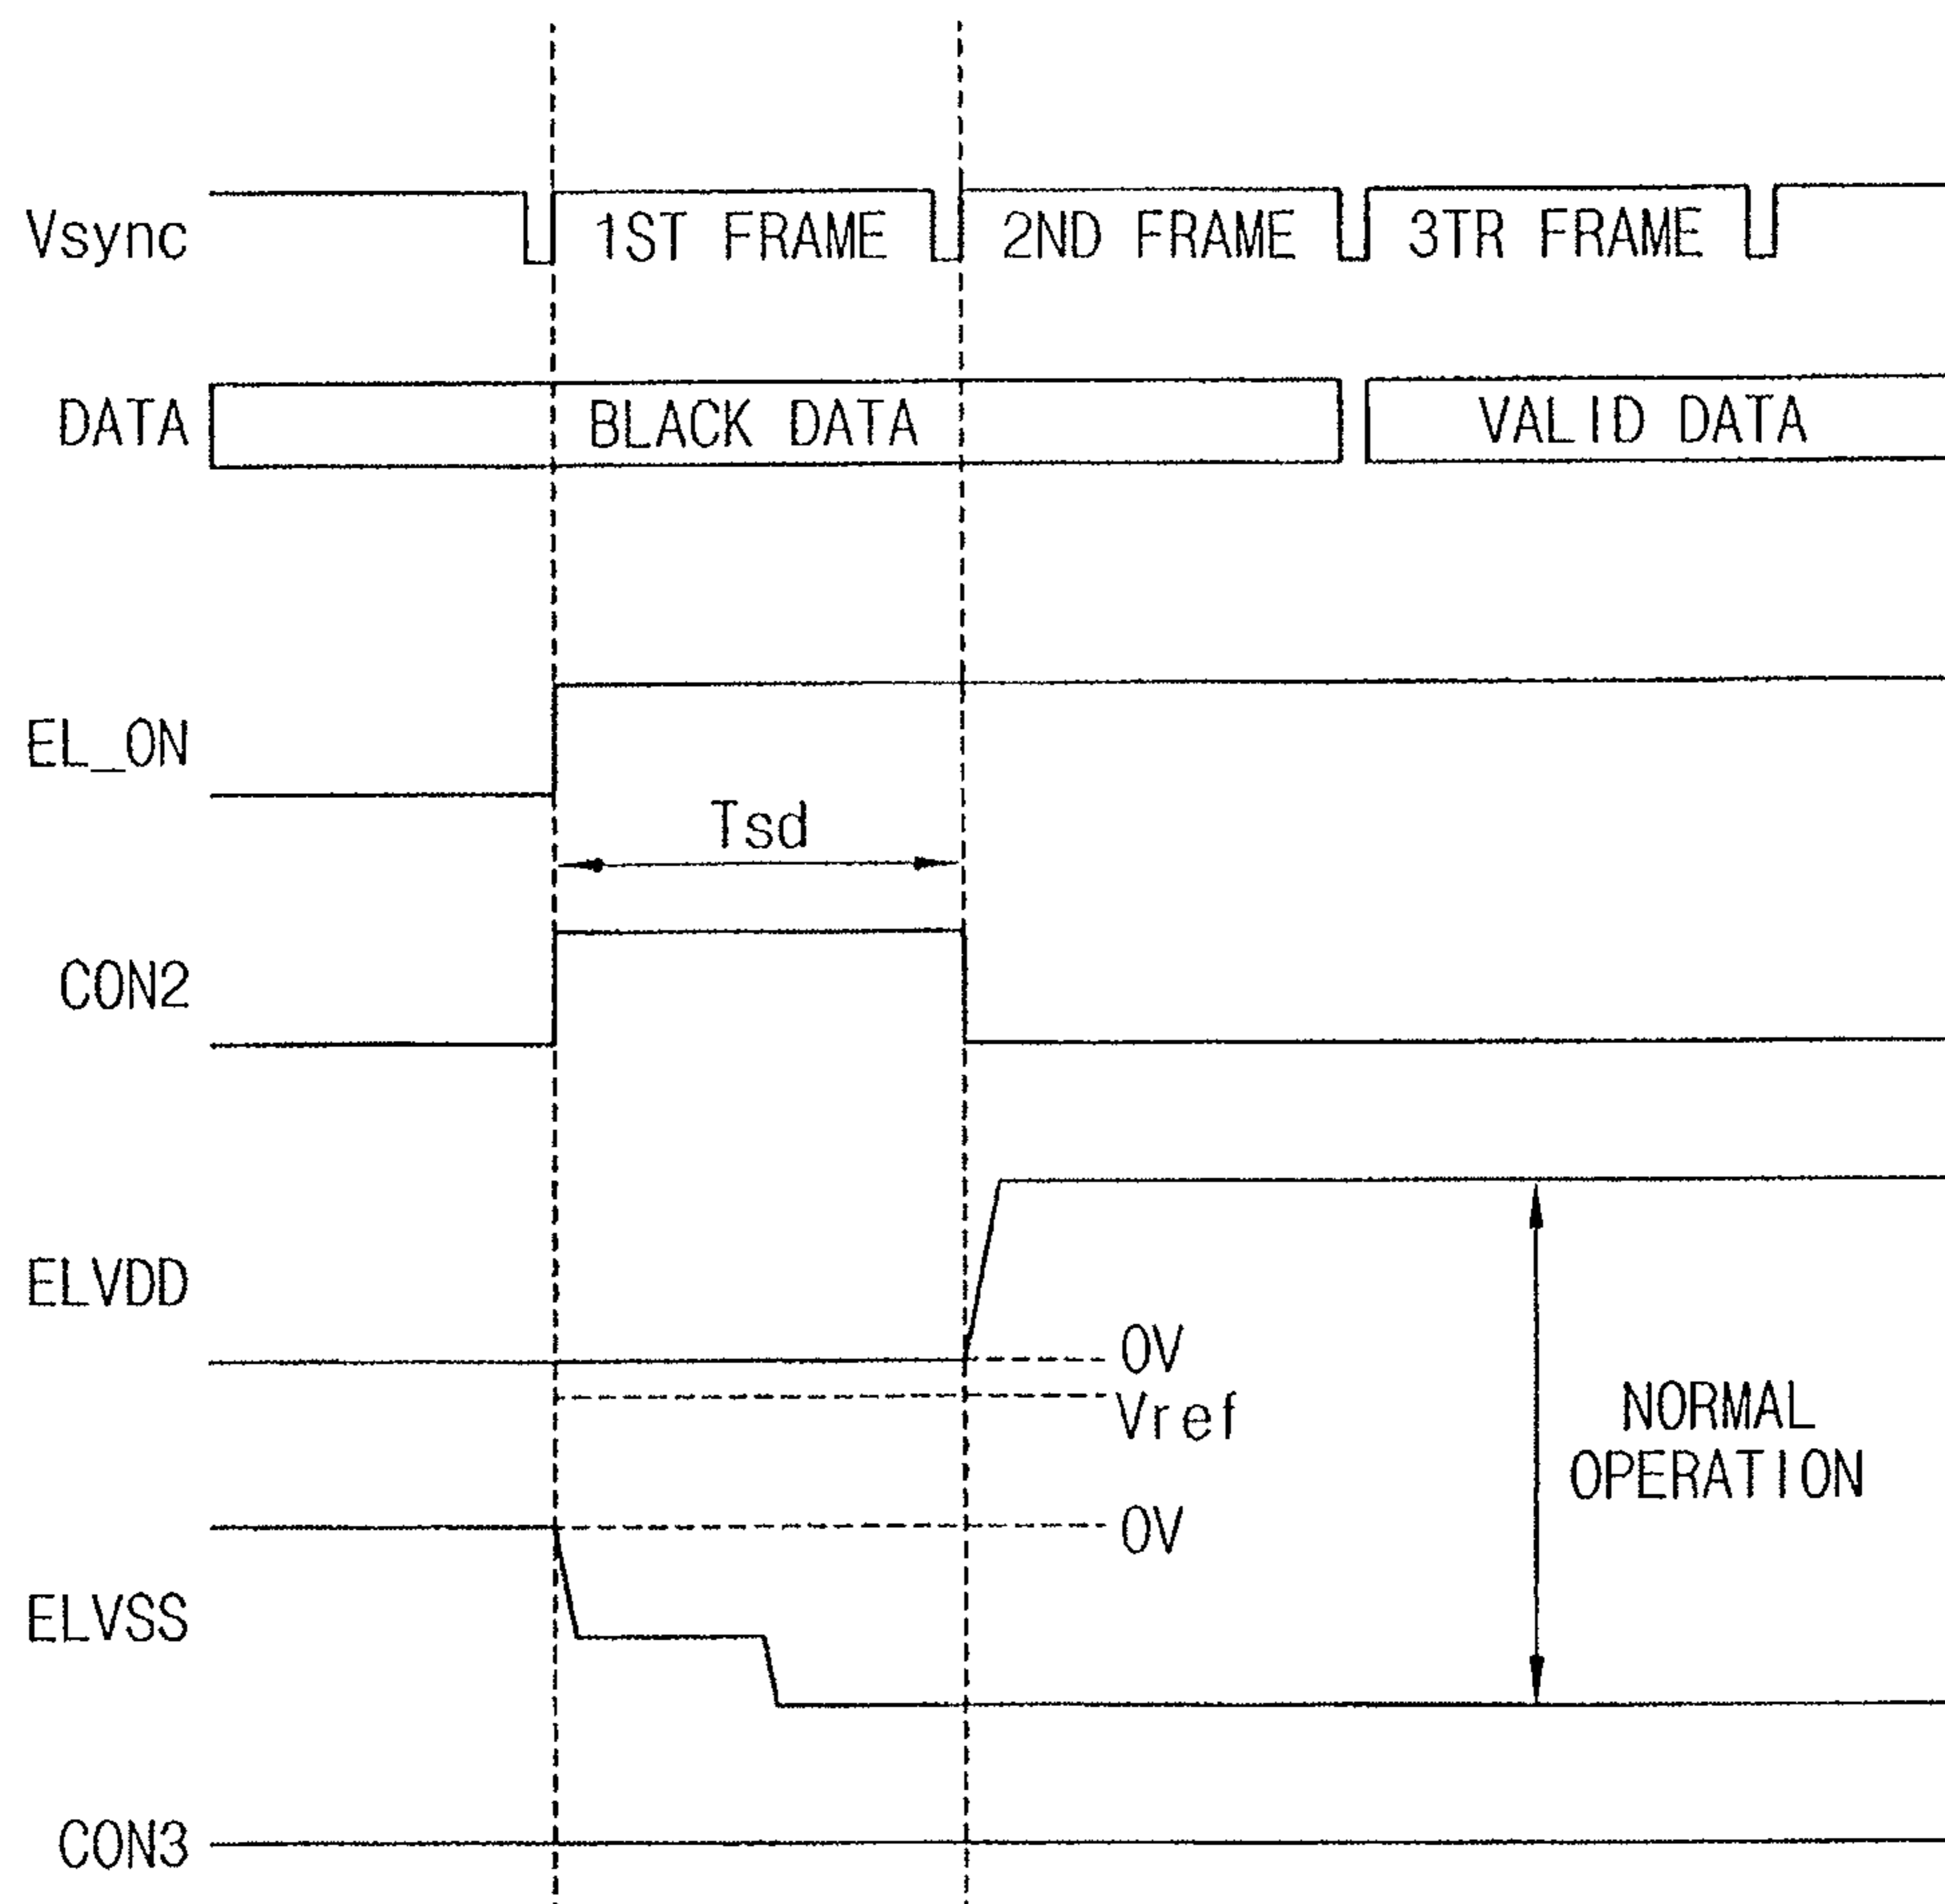 Vsync
1ST FRAME
2ND FRAME
3TR FRAME
DATA
BLACK DATA
VALID DATA
EL_ON
Tsd
CON2
ELVDD
0V
Vref
NORMAL
OPERATION
0V
ELVSS
CON3